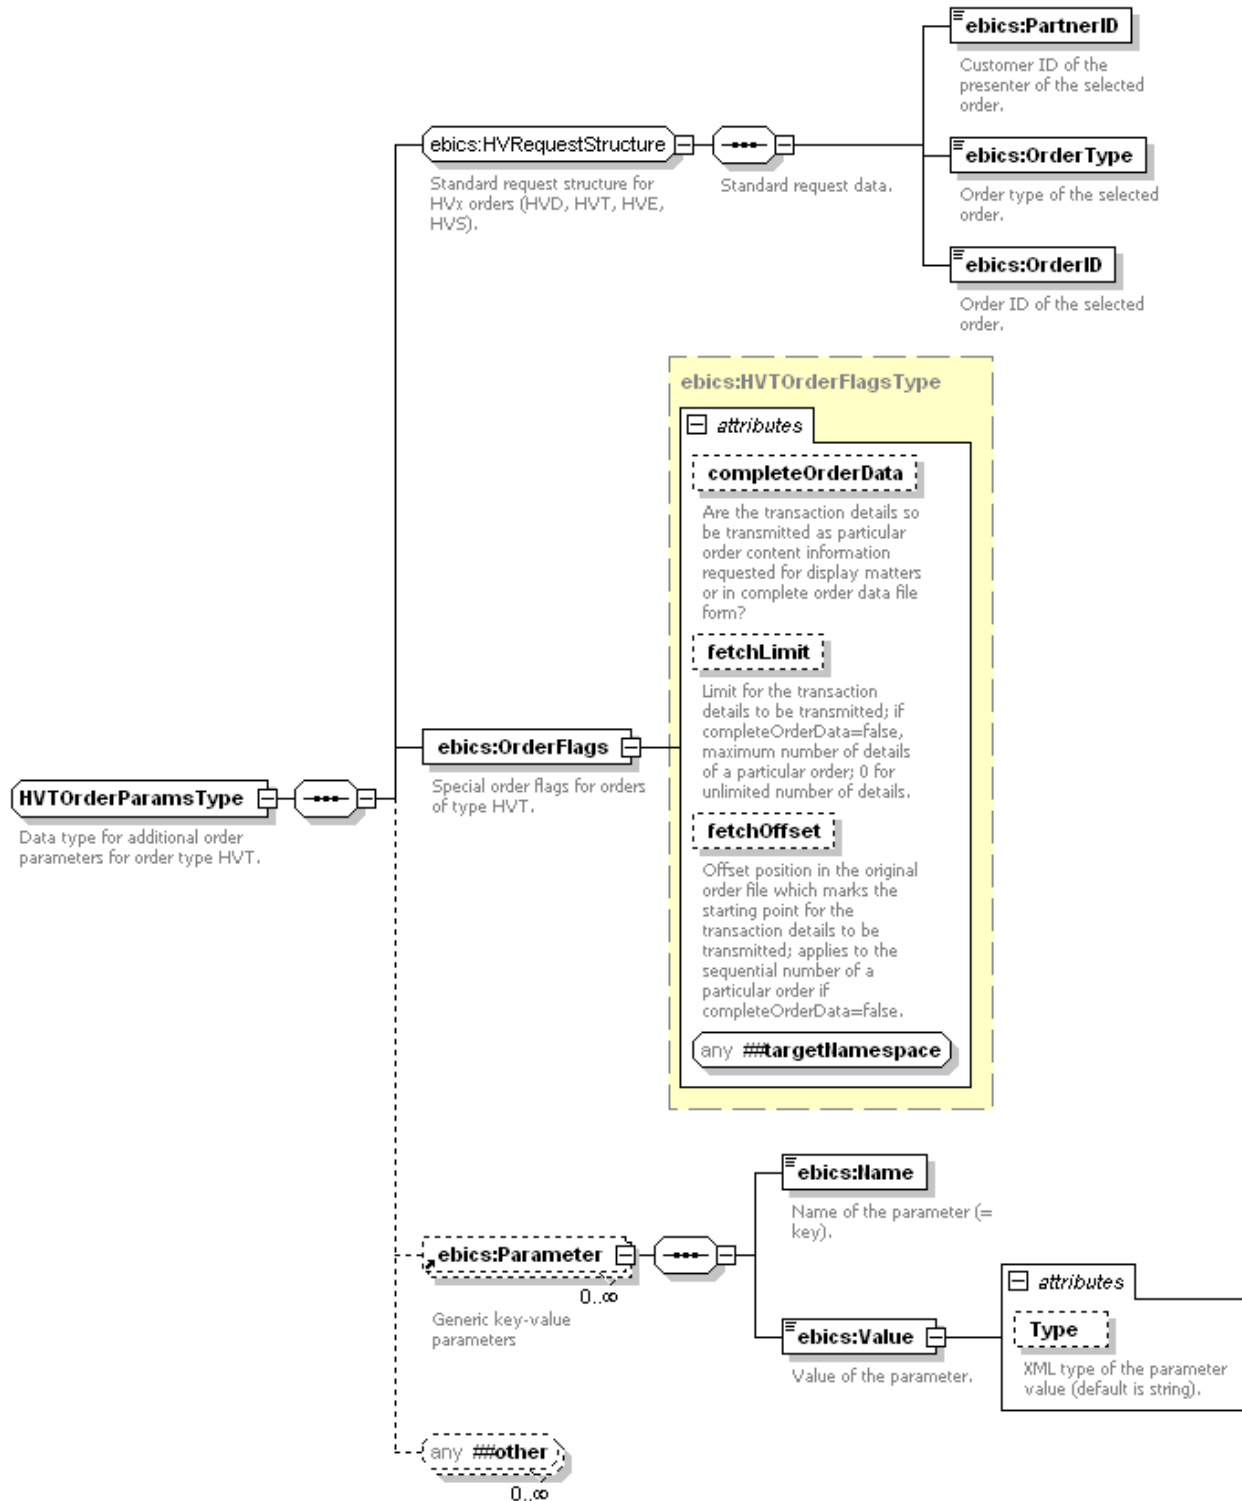 ebics:PartnerID
Customer ID of the
presenter of the selected
order.
ebics:HVRequestStructure
Standard request structure for
HVx orders (HVD, HVT, HVE,
HVS).
Standard request data.
ebics:OrderType
Order type of the selected
order.
ebics:OrderID
Order ID of the selected
order.
ebics:HVTOrderFlagsType
attributes
completeOrderData
Are the transaction details so
be transmitted as particular
order content information
requested for display matters
or in complete order data file
form?
fetchLimit
Limit for the transaction
details to be transmitted; if
completeOrderData=false,
maximum number of details
of a particular order; 0 for
unlimited number of details.
ebics:OrderFlags
Special order flags for orders
of type HVT.
HVTOrderParamsType
Data type for additional order
parameters for order type HVT.
fetchOffset
Offset position in the original
order file which marks the
starting point for the
transaction details to be
transmitted; applies to the
sequential number of a
particular order if
completeOrderData=false.
any ##targetNamespace
ebics:Name
Name of the parameter (=
key).
ebics:Parameter
0..∞
Generic key-value
parameters
attributes
ebics:Value
Value of the parameter.
Type
XML type of the parameter
value (default is string).
any ##other
0..∞